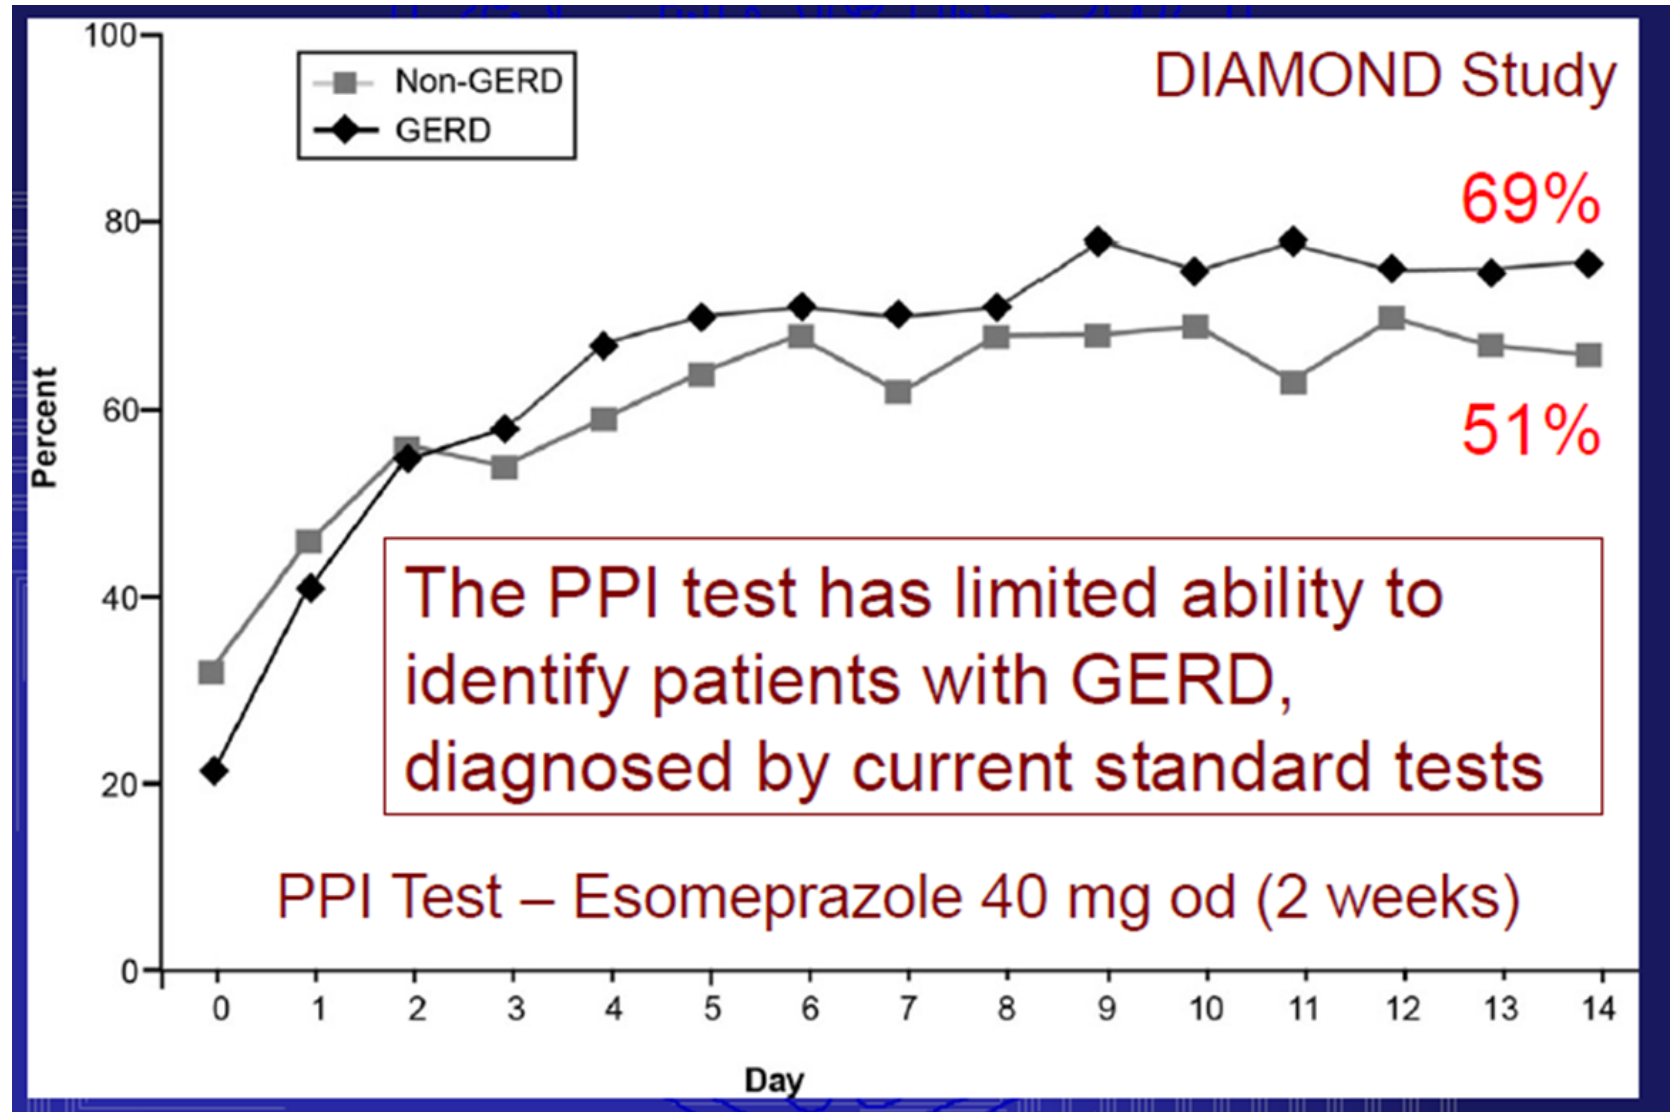 DIAMOND Study
Non-GERD
GERD
69%
51%
Percent
100
80
60
40
20
0
The PPI test has limited ability to
identify patients with GERD,
diagnosed by current standard tests
PPI Test – Esomeprazole 40 mg od (2 weeks)
0 1 2 3 4 5 6 7 8 9 10 11 12 13 14
Day